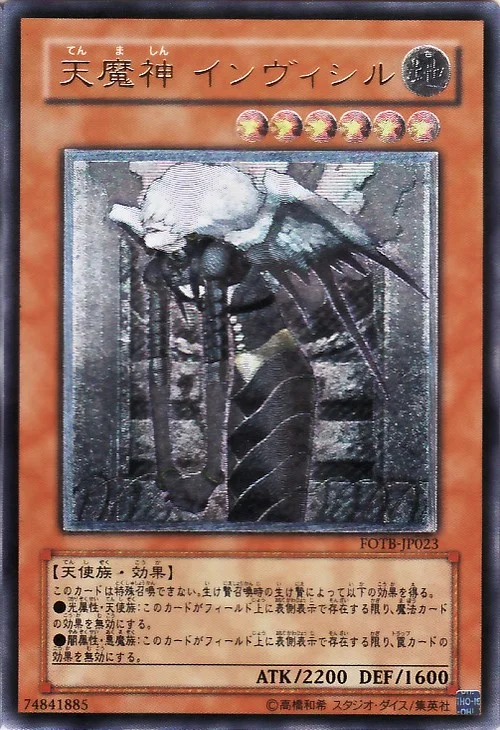 てん ま しん
天魔神 インヴィシル
地
FOTB-JP023
【天使族・効果】
このカードは特殊召喚できない。生け贄召喚時の生け贄によって以下の効果を得る。
●光属性・天使族：このカードがフィールド上に表側表示で存在する限り、魔法カード
の効果を無効にする。
●闇属性・悪魔族：このカードがフィールド上に表側表示で存在する限り、罠カードの
効果を無効にする。
ATK/2200 DEF/1600
74841885
©高橋和希 スタジオ・ダイス/集英社